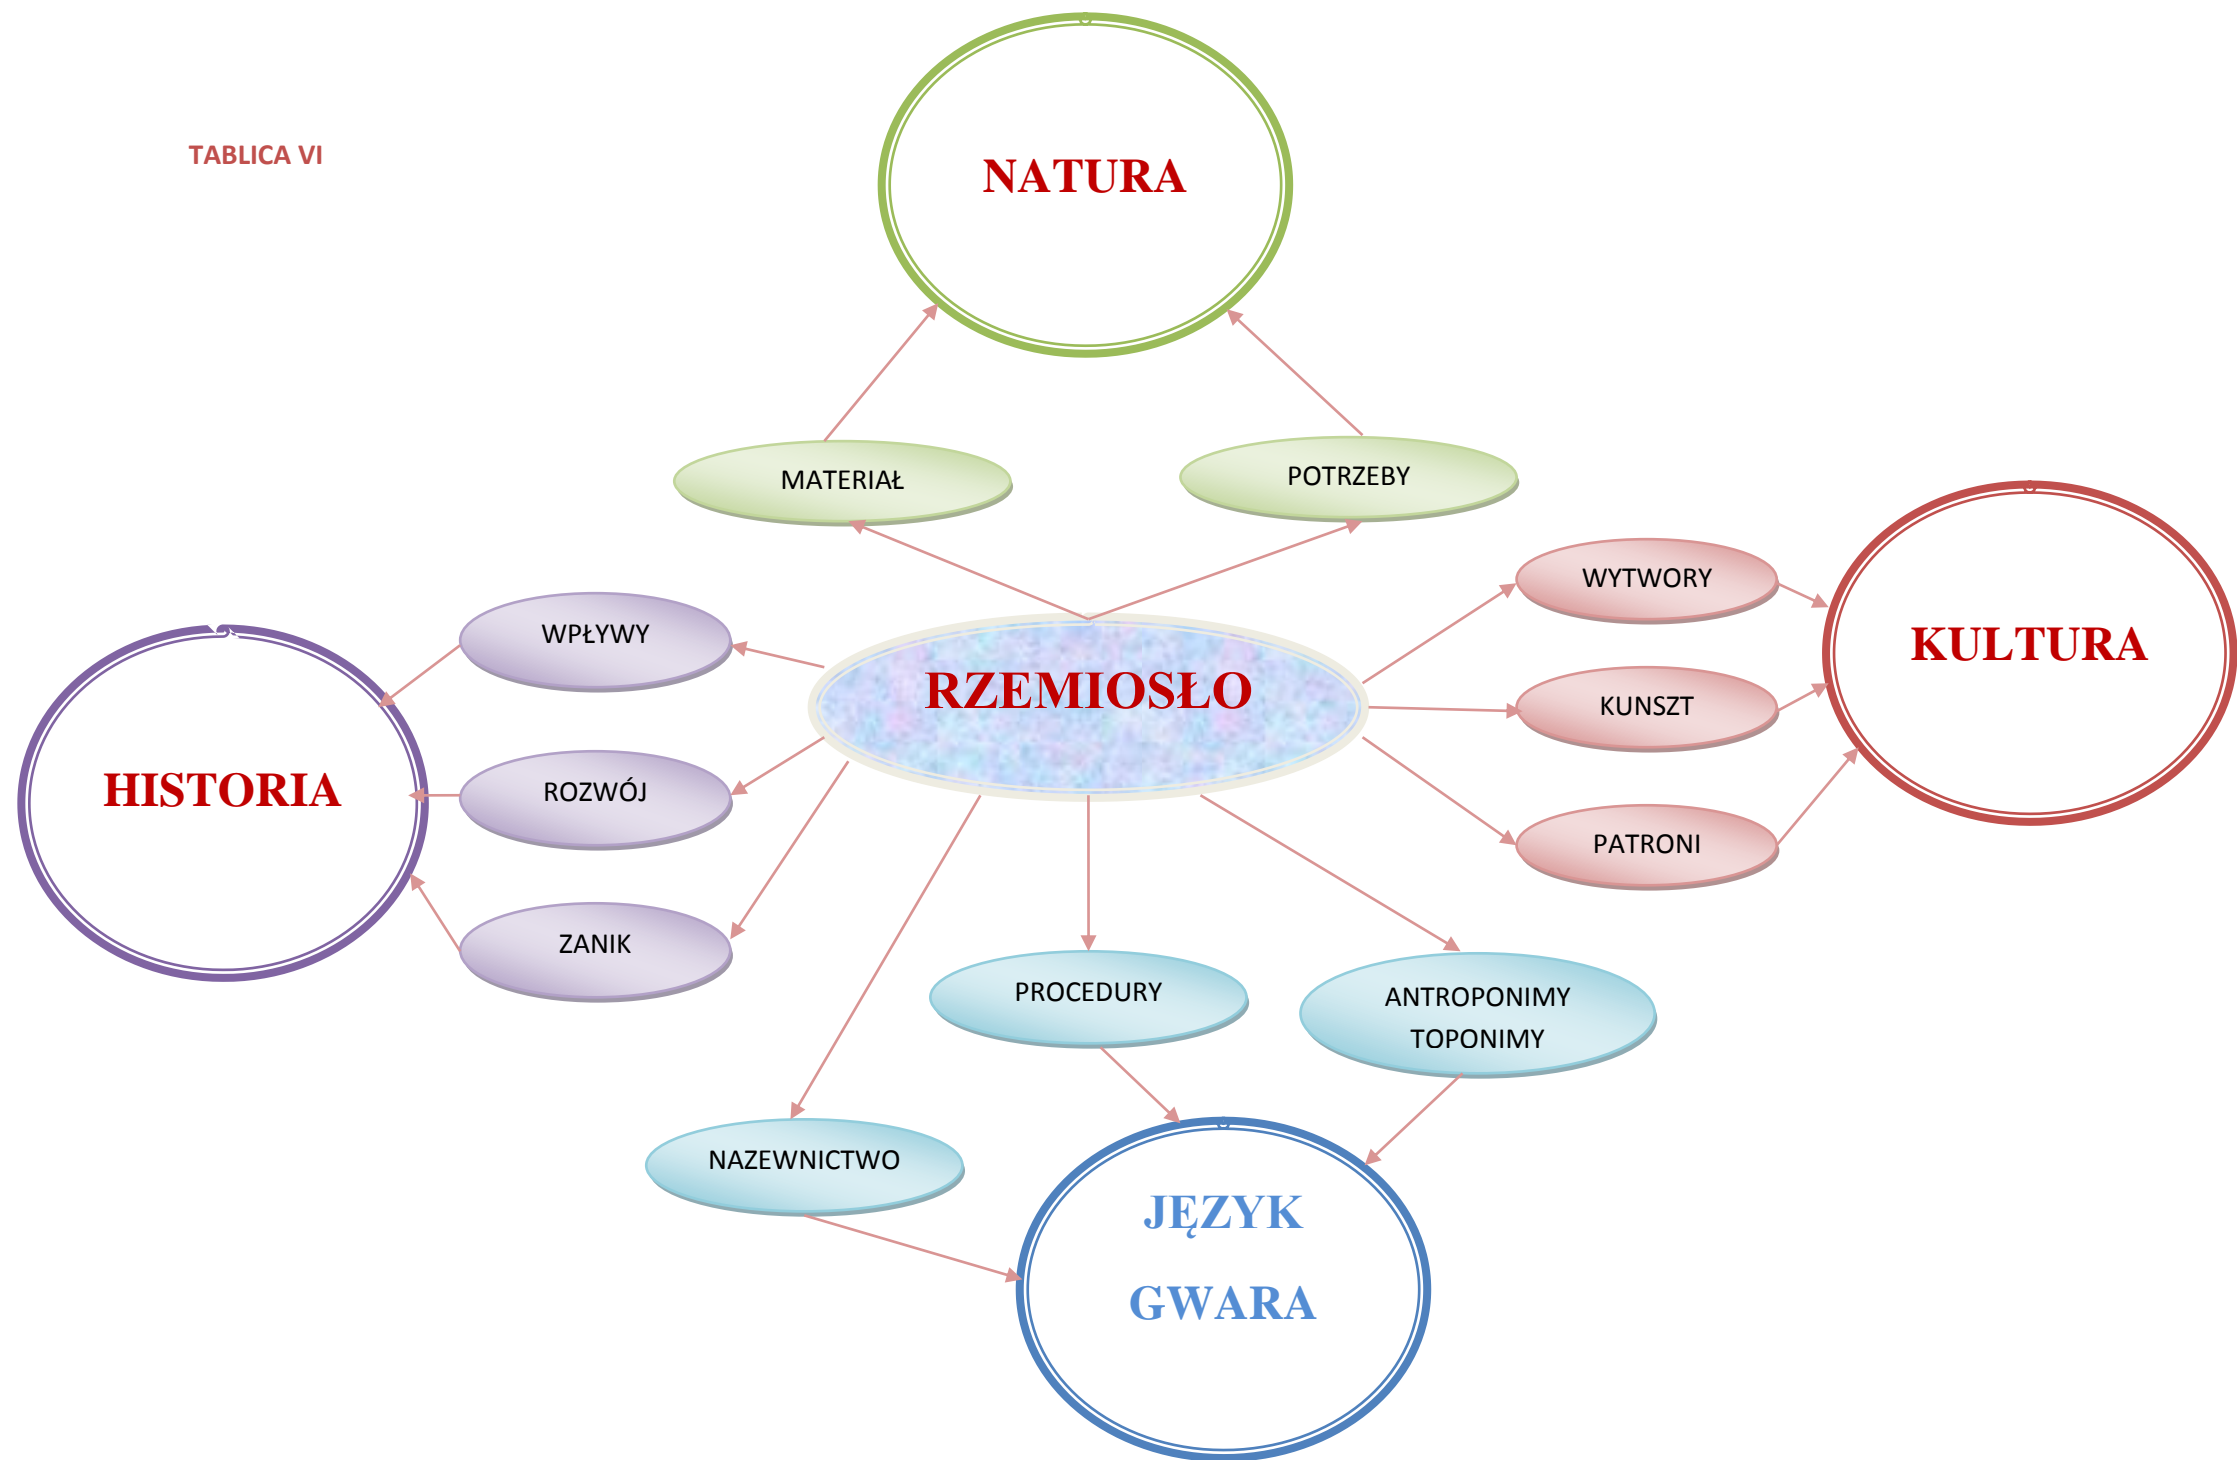 TABLICA VI
NATURA
MATERIAŁ
POTRZEBY
WYTWORY
KUNSZT
PATRONI
KULTURA
RZEMIOSŁO
WPŁYWY
ROZWÓJ
ZANIK
HISTORIA
PROCEDURY
ANTROPONIMY
TOPONIMY
NAZEWNICTWO
JĘZYK
GWARA